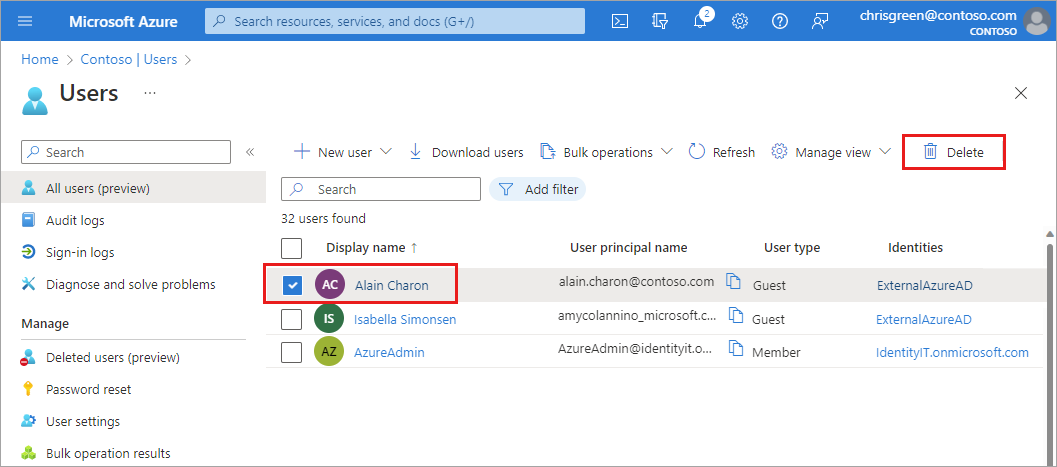 Microsoft Azure
Search resources, services, and docs (G+/)
2
chrisgreen@contoso.com
CONTOSO
Home > Contoso | Users >
Users ...
Search
«
New user
Download users
Bulk operations
Refresh
Manage view
Delete
All users (preview)
Audit logs
Sign-in logs
Diagnose and solve problems
Manage
Deleted users (preview)
Password reset
User settings
Bulk operation results
Search
Add filter
32 users found
Display name ↑ User principal name User type Identities
AC Alain Charon alain.charon@contoso.com Guest ExternalAzureAD
IS Isabella Simonsen amycolannino_microsoft.c... Guest ExternalAzureAD
AZ AzureAdmin AzureAdmin@identityit.o... Member IdentityIT.onmicrosoft.com